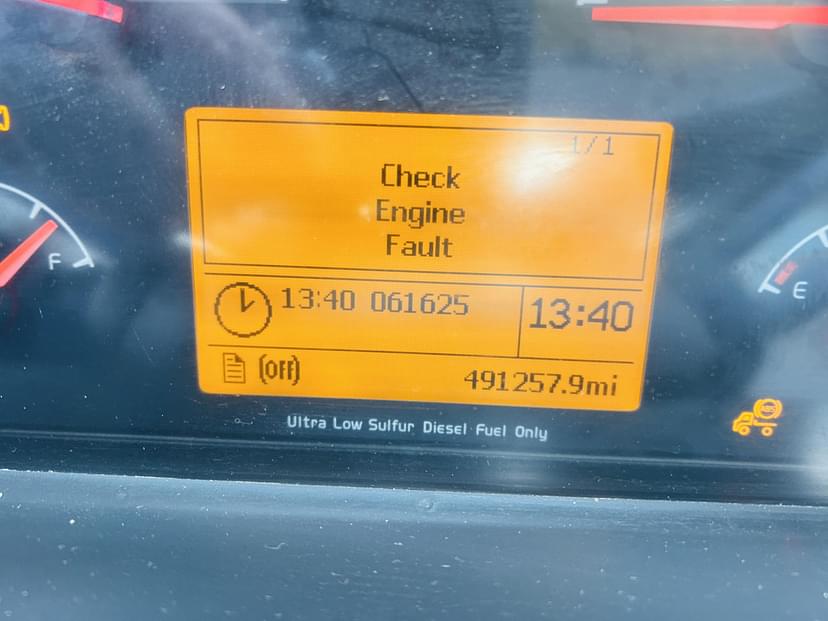 1/1
Check
Engine
Fault
13:40 061625
13:40
(Off)
491257.9mi
Ultra Low Sulfur Diesel Fuel Only
F
E
ABS